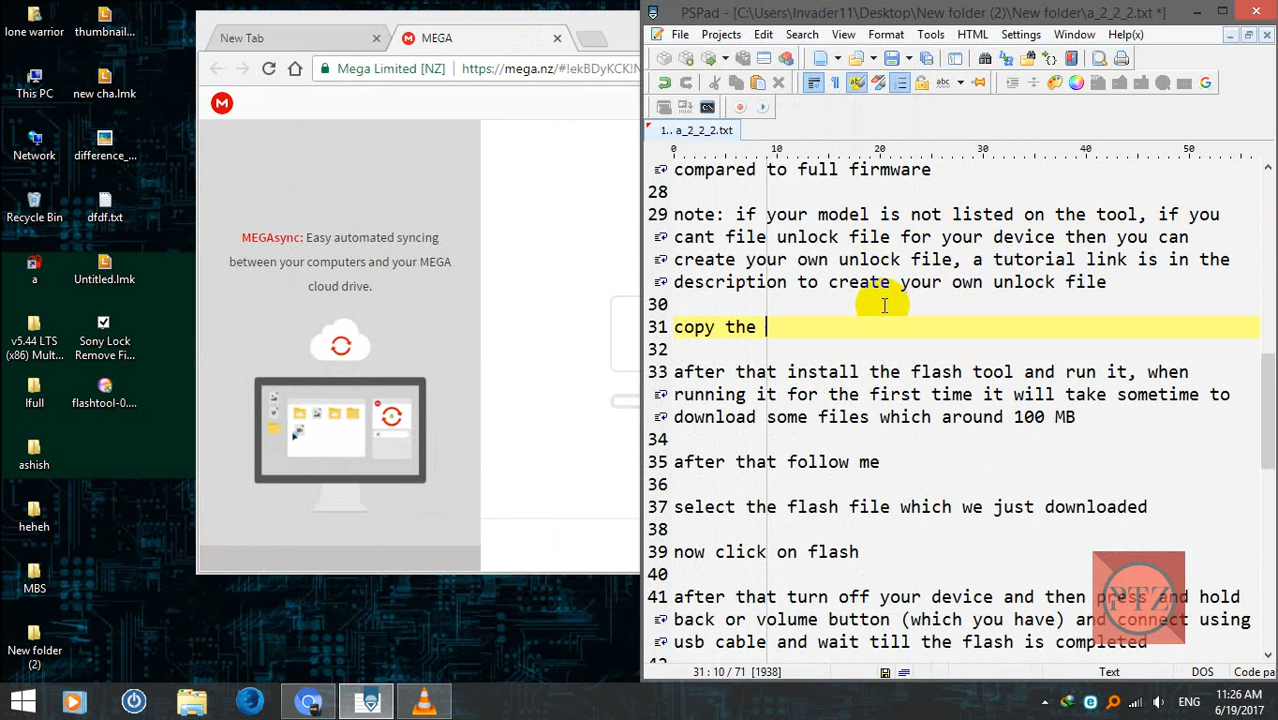 lone warrior
thumbnail...
This PC
new cha.lmk
Network
difference_...
Recycle Bin
dfdf.txt
a
Untitled.lmk
v5.44 LTS
(x86) Mult...
Sony Lock
Remove Fi...
lfull
flashtool-0....
ashish
heheh
MBS
New folder
(2)
New Tab
MEGA
Mega Limited [NZ]
https://mega.nz/#!ekBDyKCK!N
MEGAsync: Easy automated syncing
between your computers and your MEGA
cloud drive.
PSPad - [C:\Users\Invader11\Desktop\New folder (2)\New folder\a_2_2_2.txt *]
File Projects Edit Search View Format Tools HTML Settings Window Help(x)
1.. a_2_2_2.txt
0 10 20 30 40 50
compared to full firmware
28
29 note: if your model is not listed on the tool, if you
cant file unlock file for your device then you can
create your own unlock file, a tutorial link is in the
description to create your own unlock file
30
31 copy the
32
33 after that install the flash tool and run it, when
running it for the first time it will take sometime to
download some files which around 100 MB
34
35 after that follow me
36
37 select the flash file which we just downloaded
38
39 now click on flash
40
41 after that turn off your device and then press and hold
back or volume button (which you have) and connect using
usb cable and wait till the flash is completed
PTZ
31 : 10 / 71 [1938]
Text
DOS
Code pa
ENG
11:26 AM
6/19/2017